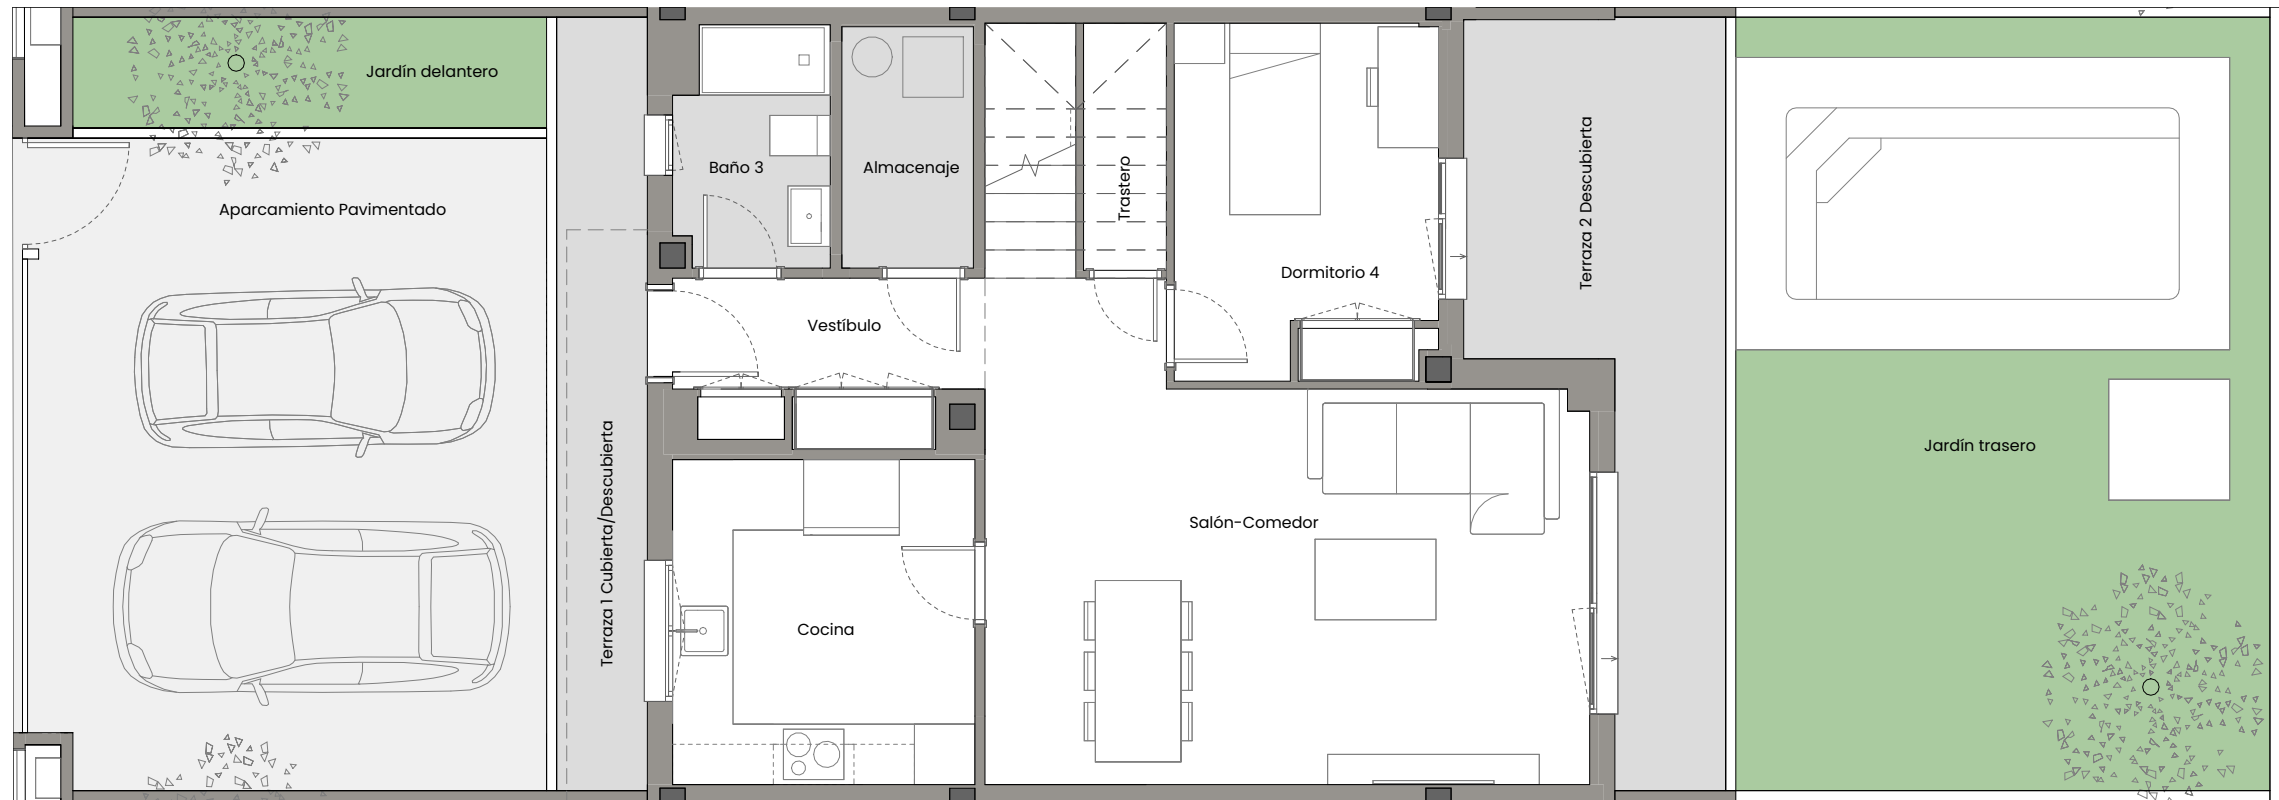 Jardín delantero
Baño 3
Almacenaje
Trastero
Terraza 2 Descubierta
Aparcamiento Pavimentado
Dormitorio 4
Vestíbulo
Jardín trasero
Terraza 1 Cubierta/Descubierta
Salón-Comedor
Cocina